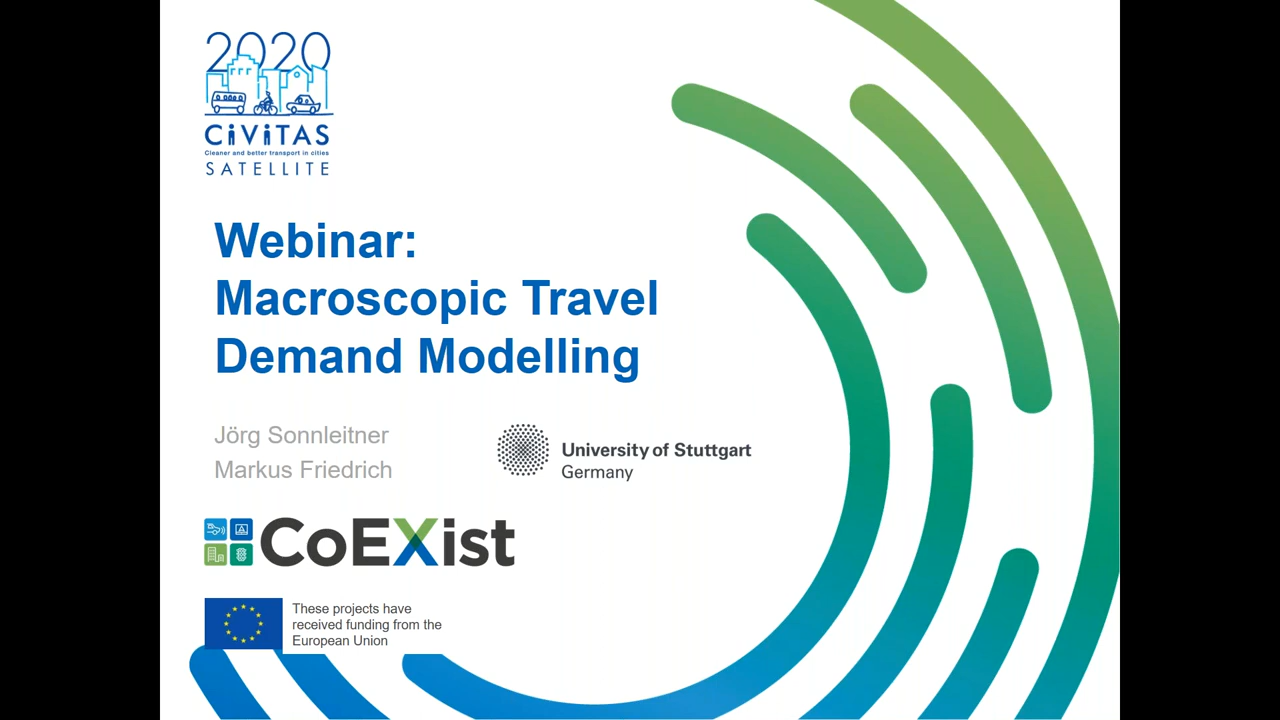 2020
CiViTAS
Cleaner and better transport in cities
SATELLITE
Webinar:
Macroscopic Travel
Demand Modelling
Jörg Sonnleitner
Markus Friedrich
University of Stuttgart
Germany
CoEXist
These projects have
received funding from the
European Union